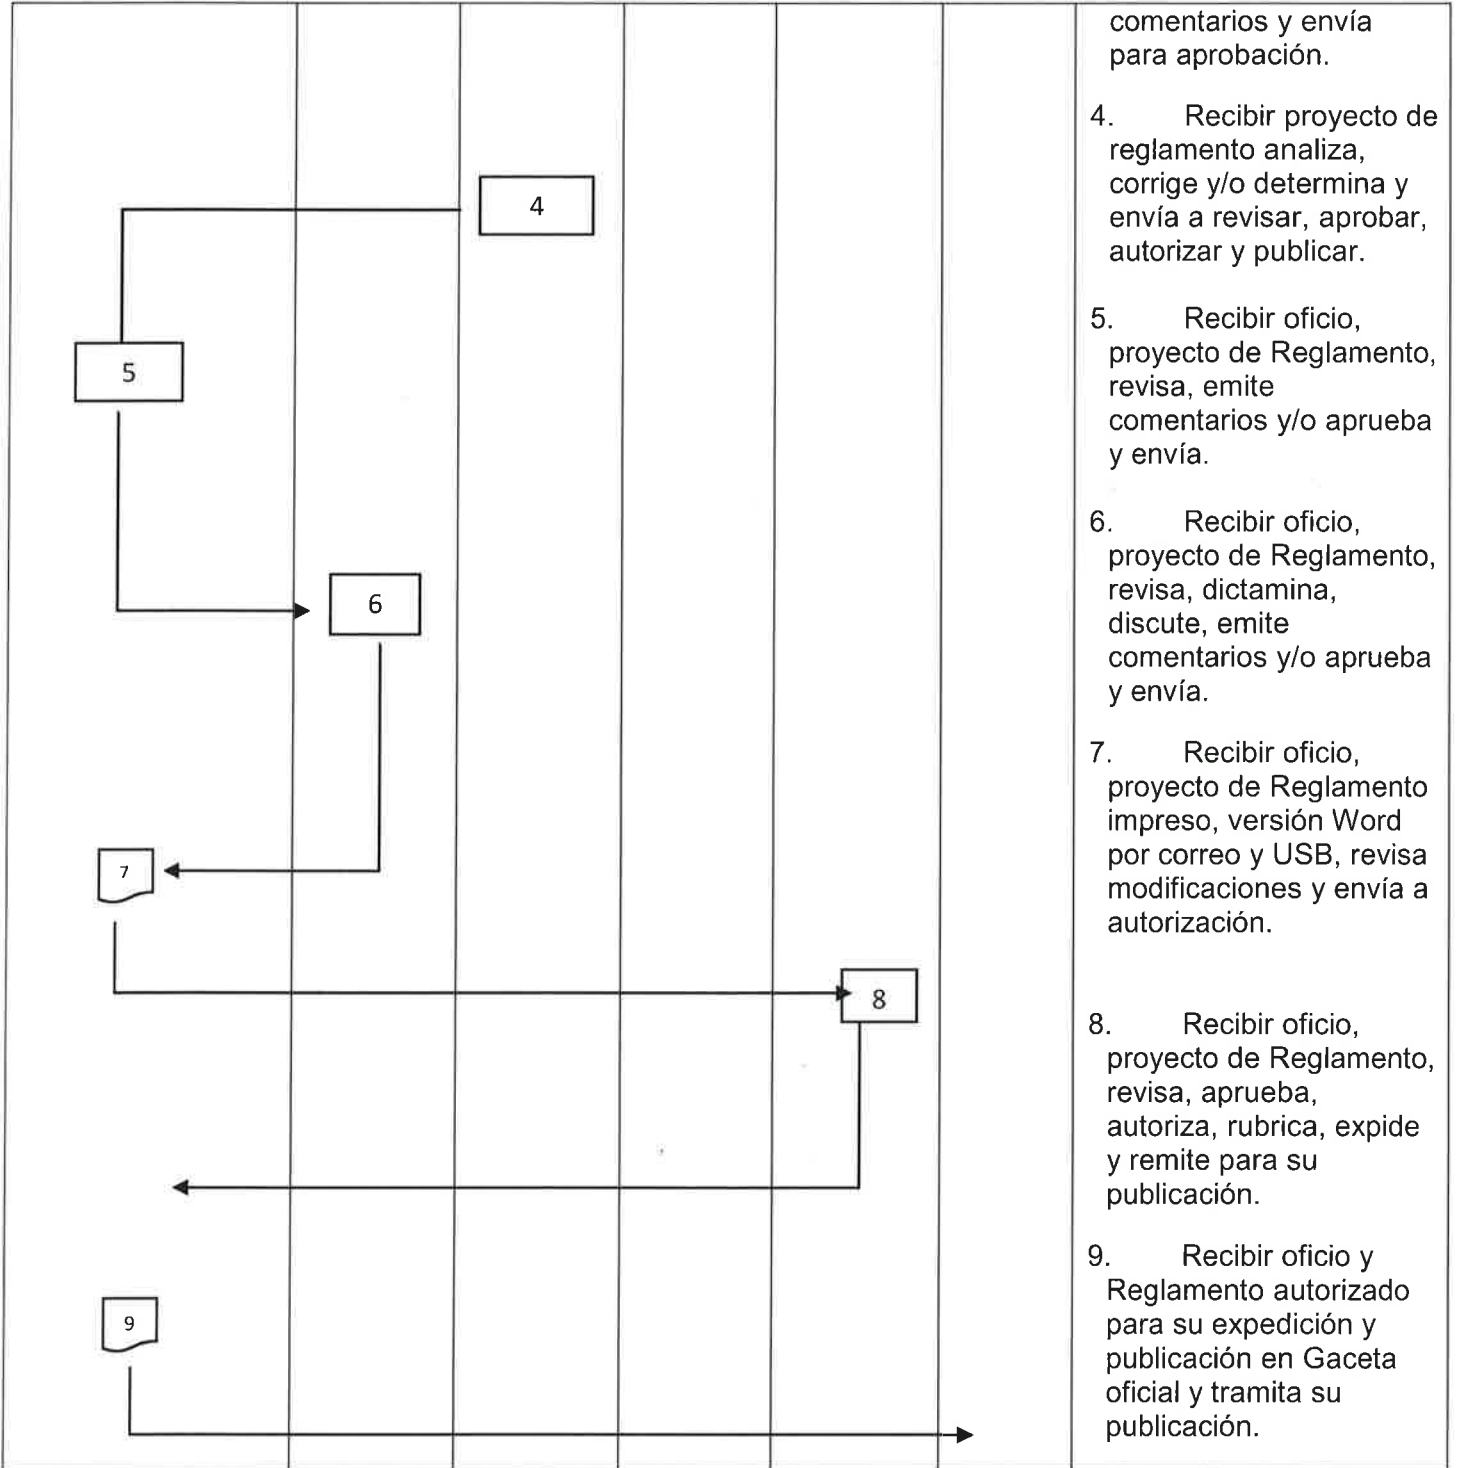 comentarios y envía
para aprobación.
4. Recibir proyecto de
reglamento analiza,
corrige y/o determina y
envía a revisar, aprobar,
autorizar y publicar.
4
5. Recibir oficio,
proyecto de Reglamento,
revisa, emite
comentarios y/o aprueba
y envía.
5
6. Recibir oficio,
proyecto de Reglamento,
revisa, dictamina,
discute, emite
comentarios y/o aprueba
y envía.
6
7. Recibir oficio,
proyecto de Reglamento
impreso, versión Word
por correo y USB, revisa
modificaciones y envía a
autorización.
7
8. Recibir oficio,
proyecto de Reglamento,
revisa, aprueba,
autoriza, rubrica, expide
y remite para su
publicación.
8
9. Recibir oficio y
Reglamento autorizado
para su expedición y
publicación en Gaceta
oficial y tramita su
publicación.
9